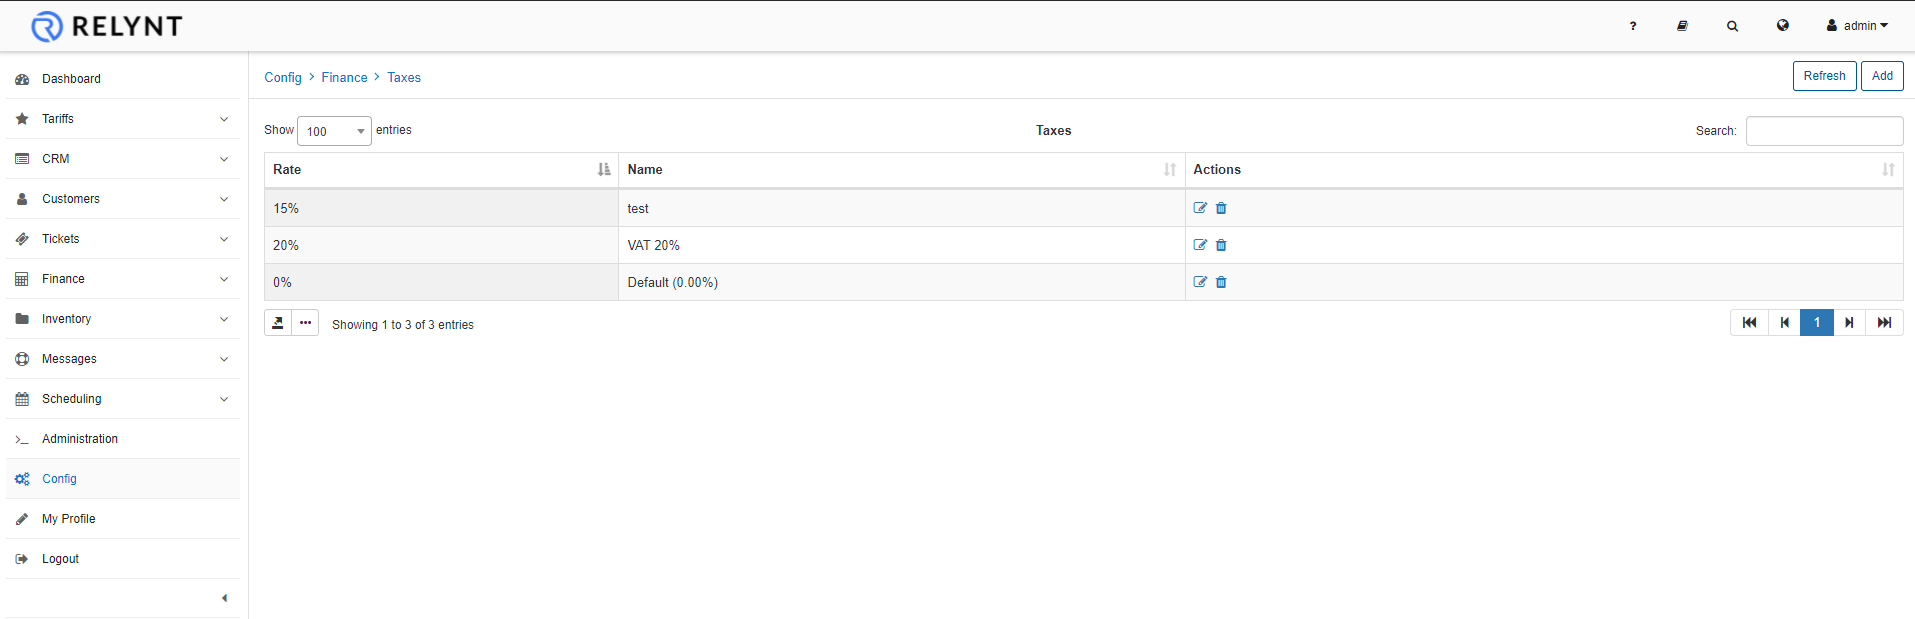 RELYNT
? admin
Dashboard
Tariffs
CRM
Customers
Tickets
Finance
Inventory
Messages
Scheduling
Administration
Config
My Profile
Logout
Config > Finance > Taxes
Refresh Add
Show 100 entries
Taxes
Search:
Rate Name Actions
15% test
20% VAT 20%
0% Default (0.00%)
Showing 1 to 3 of 3 entries
1